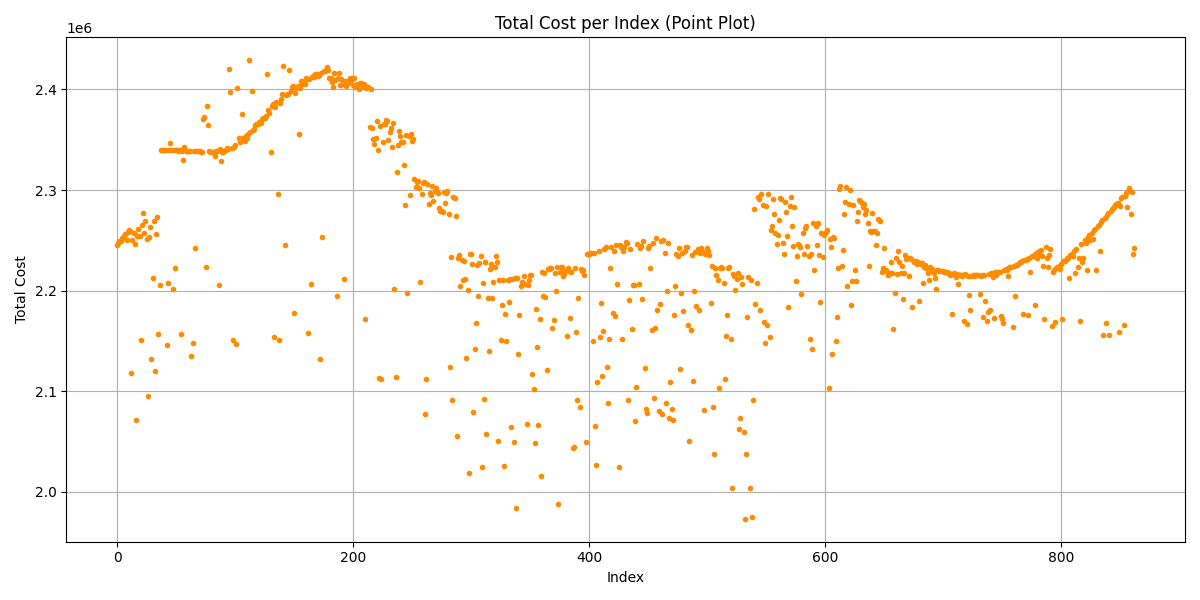 Total Cost per Index (Point Plot)
1e6
2.4
2.3
2.2
2.1
2.0
Total Cost
0 200 400 600 800
Index